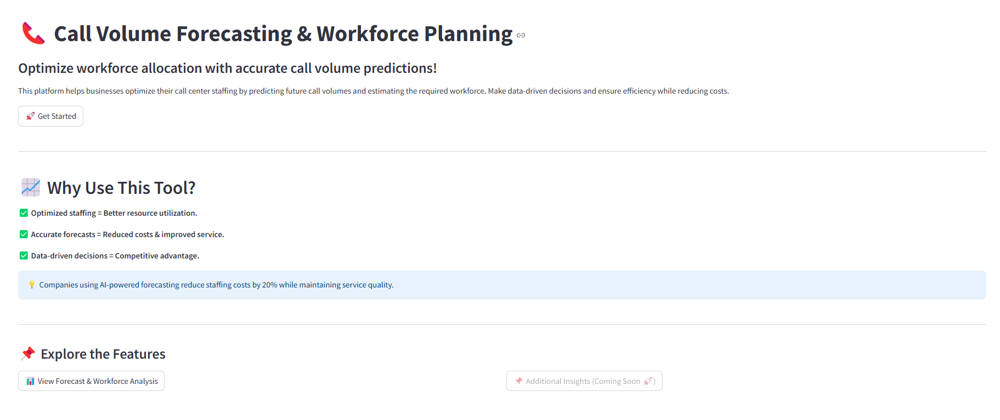 📞 Call Volume Forecasting & Workforce Planning
Optimize workforce allocation with accurate call volume predictions!
This platform helps businesses optimize their call center staffing by predicting future call volumes and estimating the required workforce. Make data-driven decisions and ensure efficiency while reducing costs.
🚀 Get Started
📈 Why Use This Tool?
✅ Optimized staffing = Better resource utilization.
✅ Accurate forecasts = Reduced costs & improved service.
✅ Data-driven decisions = Competitive advantage.
💡 Companies using AI-powered forecasting reduce staffing costs by 20% while maintaining service quality.
📌 Explore the Features
📊 View Forecast & Workforce Analysis
📌 Additional Insights (Coming Soon 🚀)